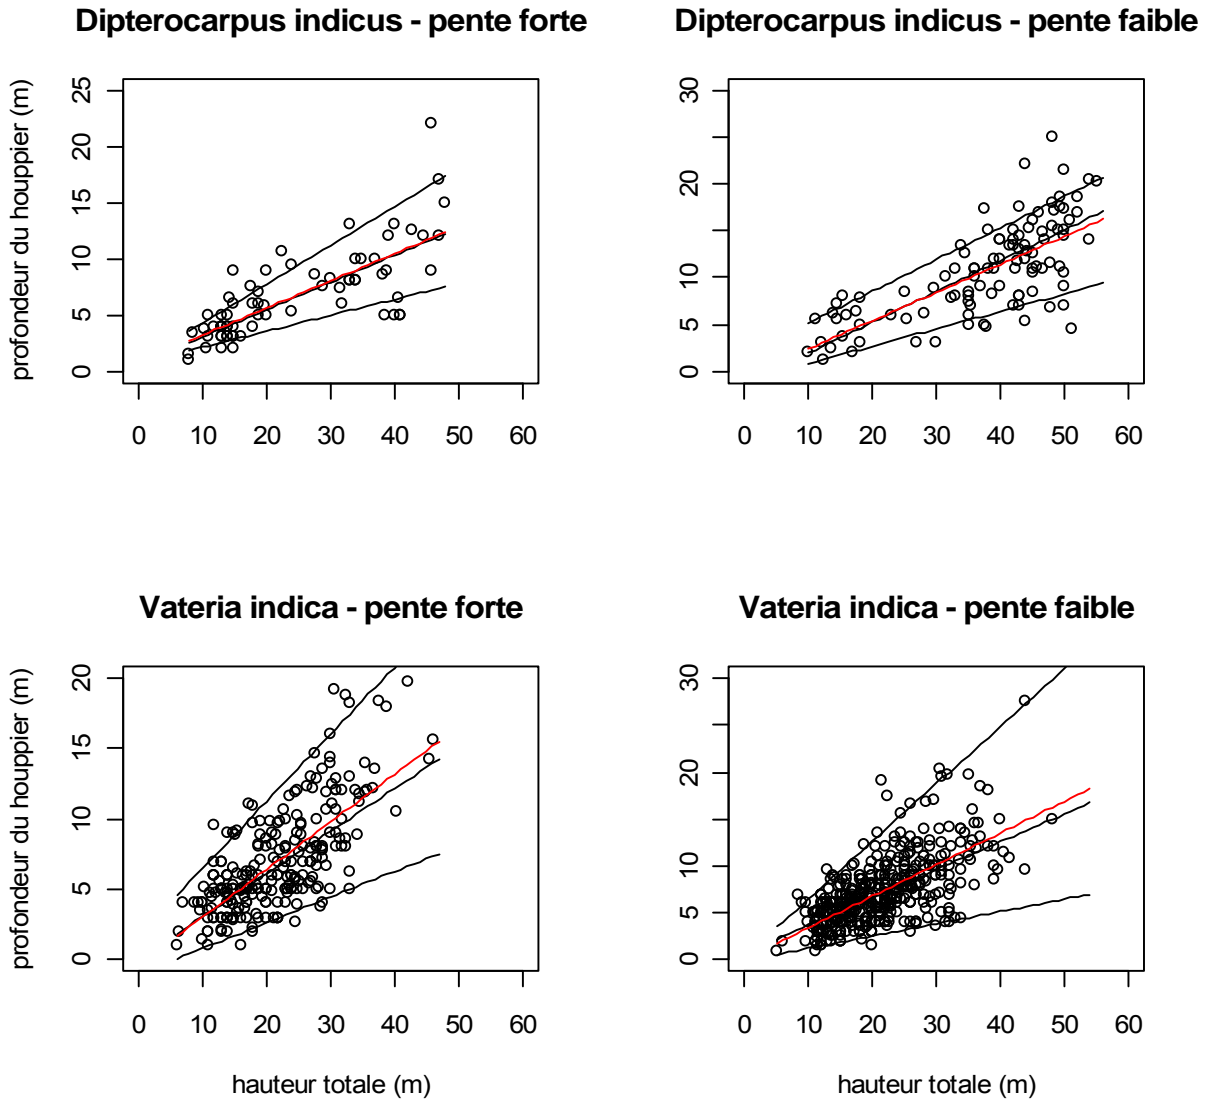 Dipterocarpus indicus - pente forte
Dipterocarpus indicus - pente faible
profondeur du houppier (m)
25
20
15
10
5
0
0 10 20 30 40 50 60
30
20
10
5
0
0 10 20 30 40 50 60
Vateria indica - pente forte
Vateria indica - pente faible
profondeur du houppier (m)
20
15
10
5
0
0 10 20 30 40 50 60
hauteur totale (m)
30
20
10
5
0
0 10 20 30 40 50 60
hauteur totale (m)